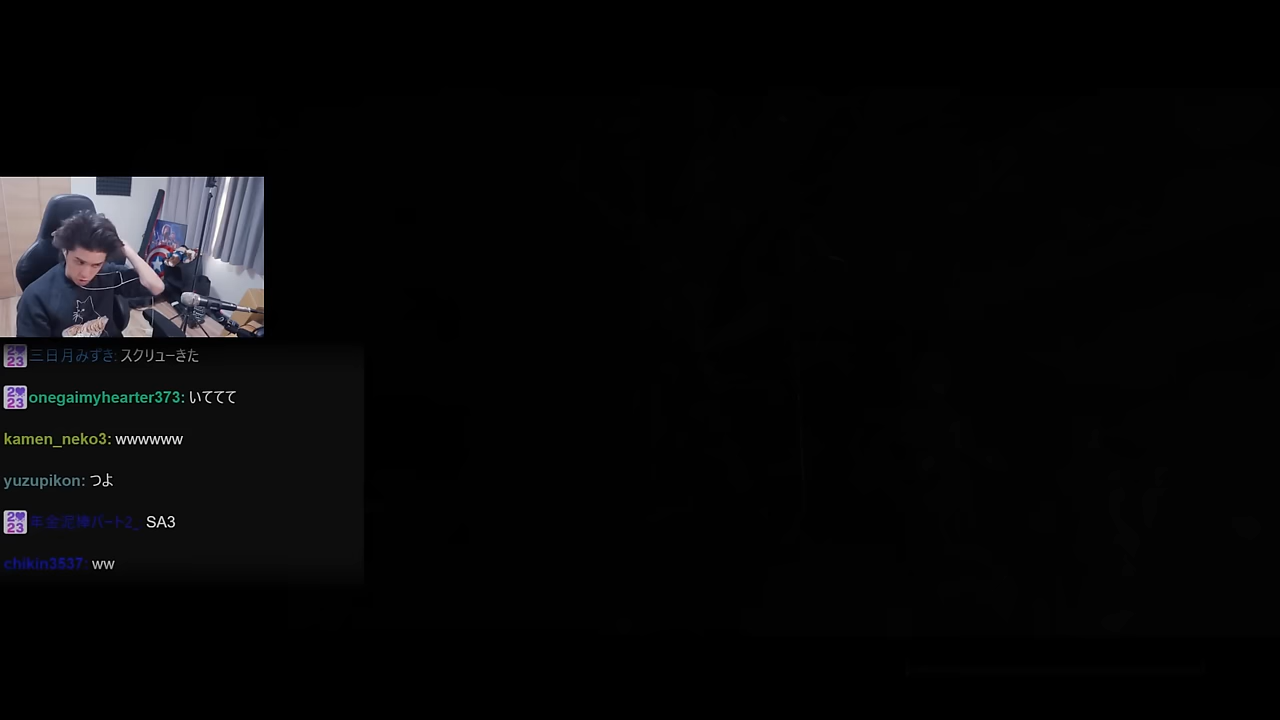 三日月みずき: スクリューきた
onegaimyhearter373: いててて
kamen_neko3: wwwwww
yuzupikon: つよ
SA3
chikin3537: ww